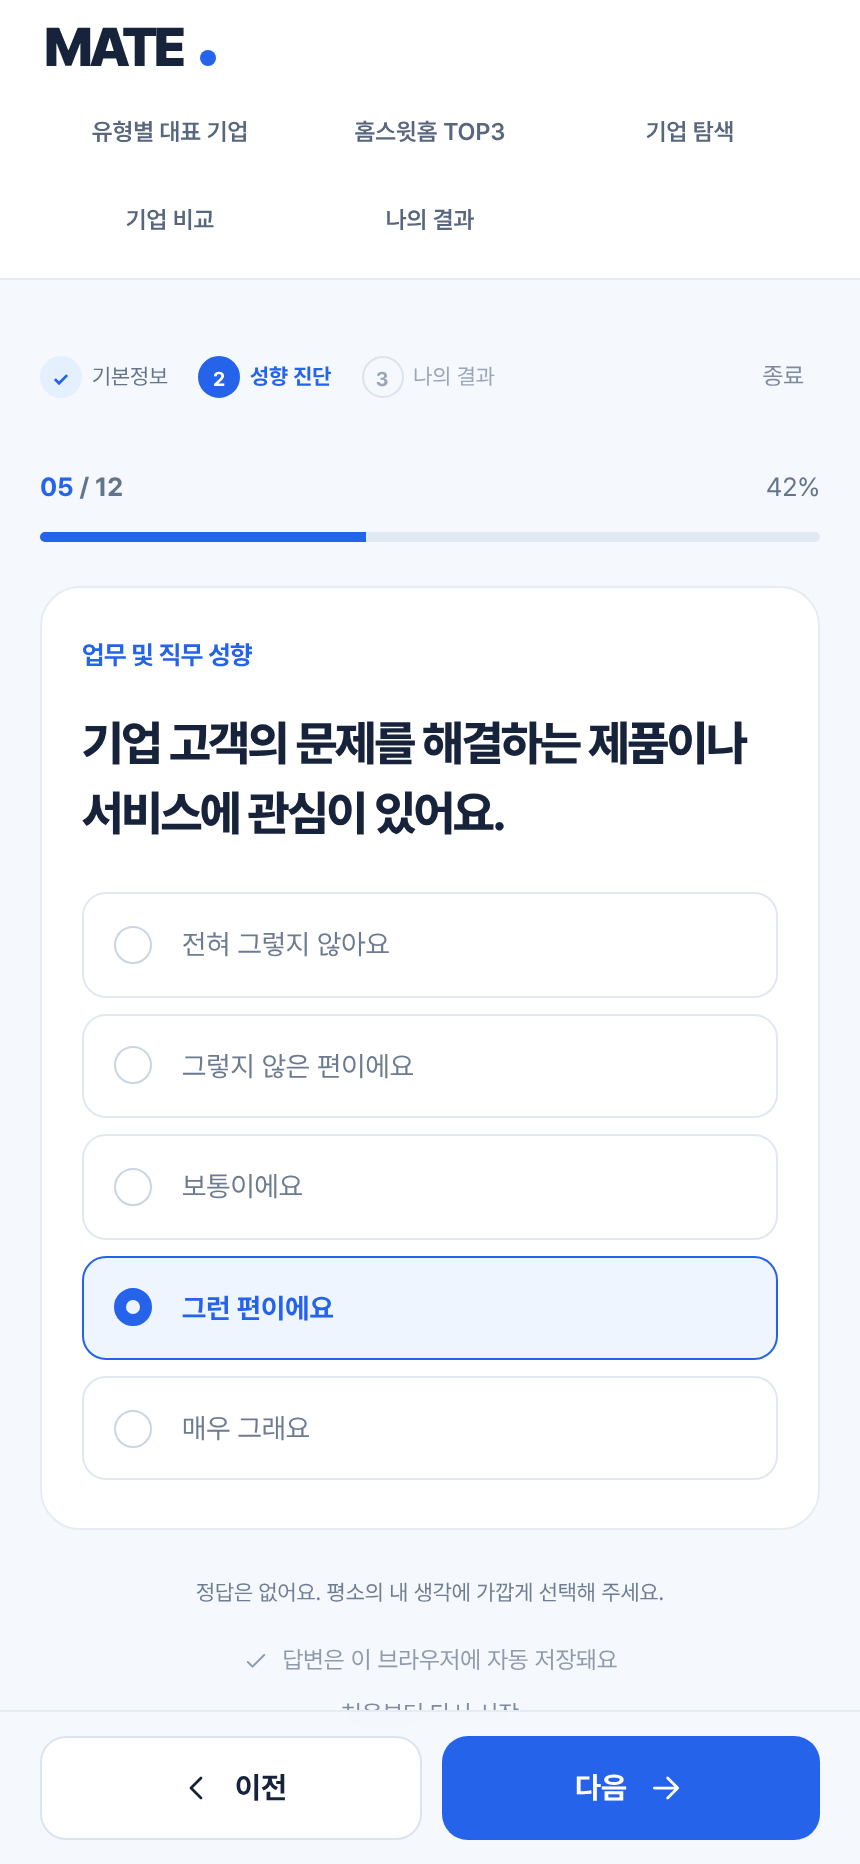 MATE
유형별 대표 기업
홈스윗홈 TOP3
기업 탐색
기업 비교
나의 결과
기본정보
2 성향 진단
3 나의 결과
종료
05 / 12
42%
업무 및 직무 성향
기업 고객의 문제를 해결하는 제품이나
서비스에 관심이 있어요.
전혀 그렇지 않아요
그렇지 않은 편이에요
보통이에요
그런 편이에요
매우 그래요
정답은 없어요. 평소의 내 생각에 가깝게 선택해 주세요.
답변은 이 브라우저에 자동 저장돼요
이전
다음